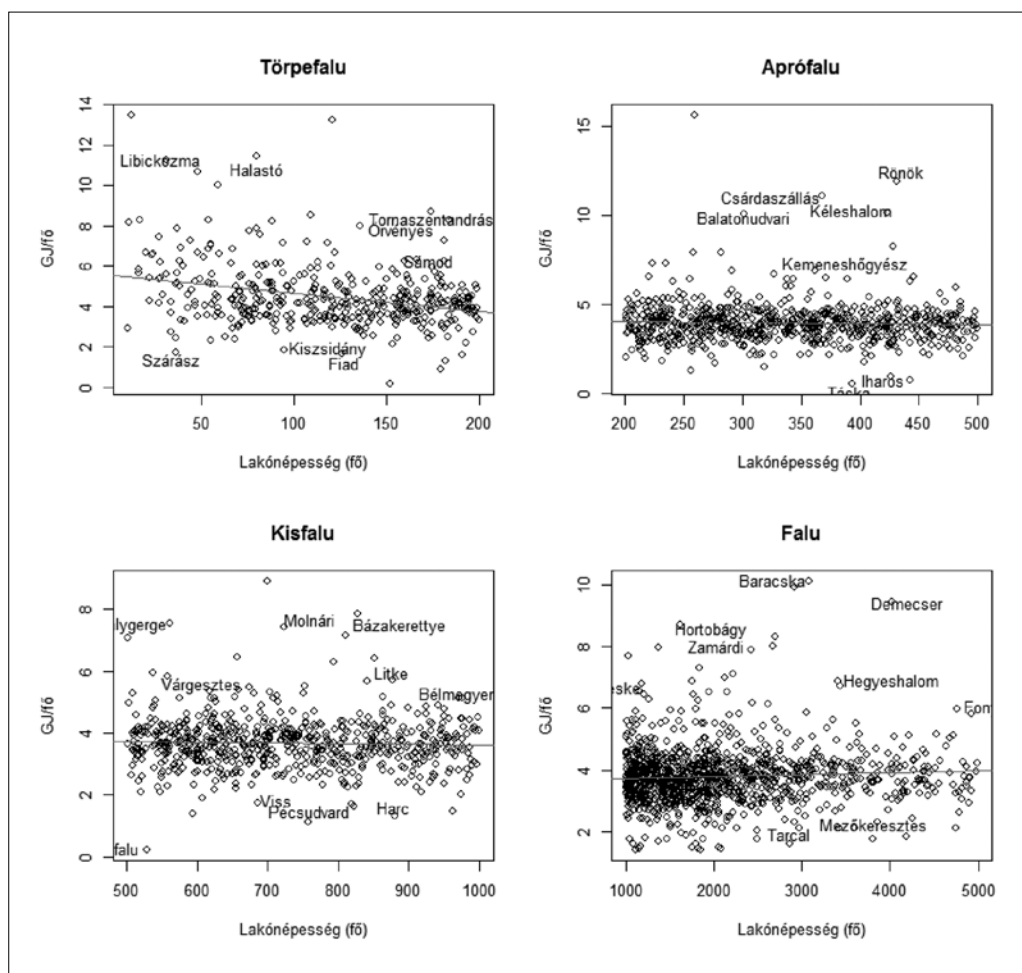 Törpefalu
GJ/fő
14
12
10
8
6
4
2
0
Libickozma
Halastó
Tornaszentandrás
Örvényes
Sámod
Szárász
Kiszsidány
Fiad
50
100
150
200
Lakónépesség (fő)
Aprófalu
GJ/fő
15
10
5
0
Rönök
Csárdaszállás
Kéleshalom
Balatonudvari
Kemeneshőgyész
Iharos
Táska
200
250
300
350
400
450
500
Lakónépesség (fő)
Kisfalu
GJ/fő
8
6
4
2
0
lygerge
Molnári
Bázakerettye
Litke
Várgesztes
Bélmegyer
Viss
Pécsudvard
Harc
falu
500
600
700
800
900
1000
Lakónépesség (fő)
Falu
GJ/fő
10
8
6
4
2
Baracska
Demecser
Hortobágy
Zamárdi
Hegyeshalom
eske
Tarcal
Mezőkeresztes
1000
2000
3000
4000
5000
Lakónépesség (fő)